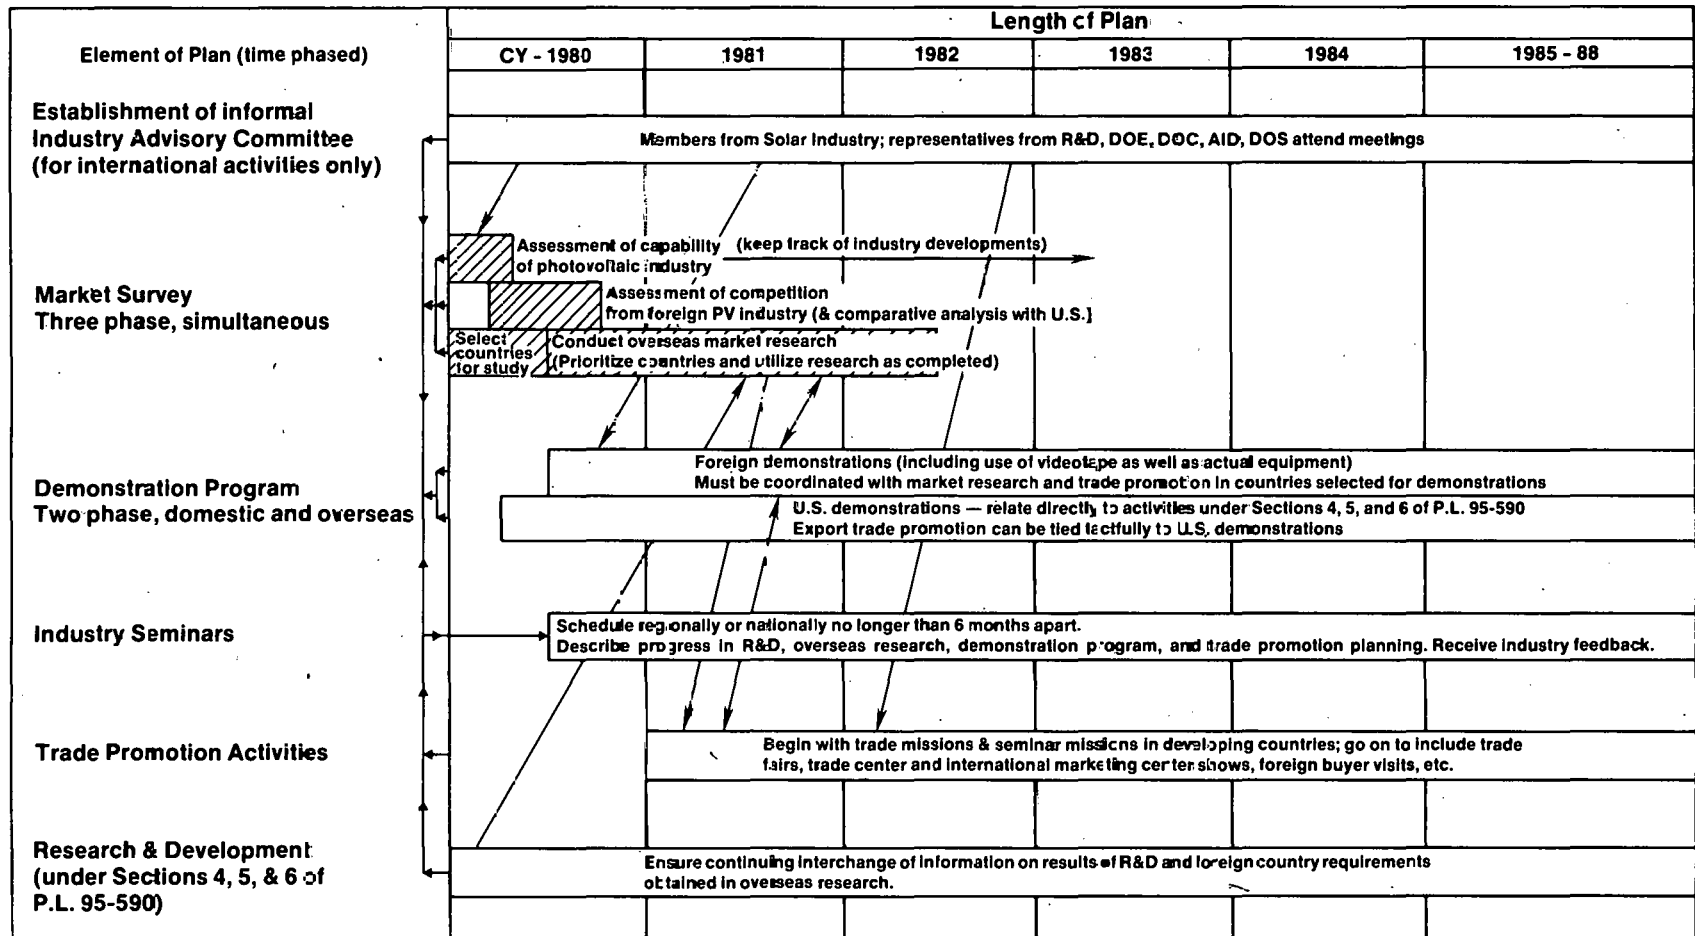 Length cf Plan
Element of Plan (time phased)
CY - 1980
1981
1982
1983
1984
1985 - 88
Establishment of informal
Industry Advisory Committee
(for international activities only)
Members from Solar Industry; representatives from R&D, DOE, DOC, AID, DOS attend meetings
Market Survey
Three phase, simultaneous
Assessment of capability
of photovoltaic industry
(keep track of industry developments)
Assessment of competition
from foreign PV industry (& comparative analysis with U.S.)
Select
countries
for study
Conduct overseas market research
(Prioritize countries and utilize research as completed)
Demonstration Program
Two phase, domestic and overseas
Foreign demonstrations (including use of videotape as well as actual equipment)
Must be coordinated with market research and trade promotion in countries selected for demonstrations
U.S. demonstrations — relate directly to activities under Sections 4, 5, and 6 of P.L. 95-590
Export trade promotion can be tied tactfully to U.S. demonstrations
Industry Seminars
Schedule regionally or nationally no longer than 6 months apart.
Describe progress in R&D, overseas research, demonstration program, and trade promotion planning. Receive industry feedback.
Trade Promotion Activities
Begin with trade missions & seminar missions in developing countries; go on to include trade
fairs, trade center and international marketing center shows, foreign buyer visits, etc.
Research & Development
(under Sections 4, 5, & 6 of
P.L. 95-590)
Ensure continuing interchange of information on results of R&D and foreign country requirements
obtained in overseas research.